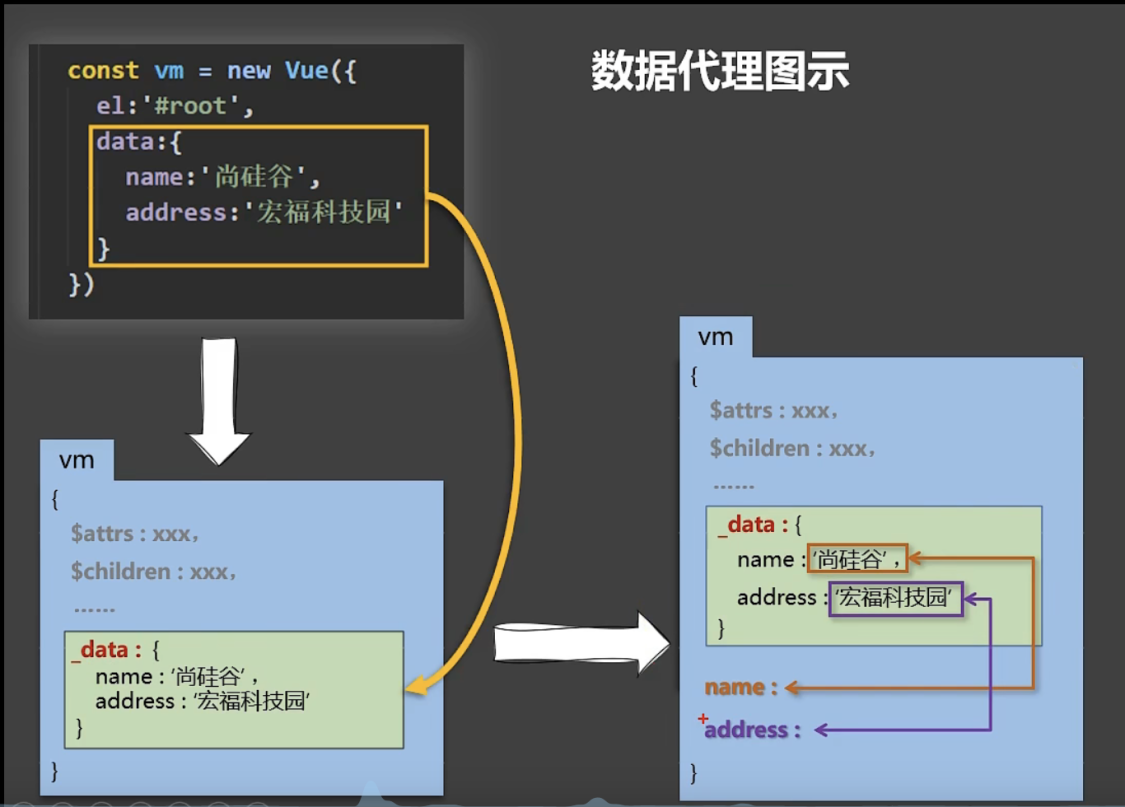 数据代理图示
const vm = new Vue({
el:'#root',
data:{
name:'尚硅谷',
address:'宏福科技园'
}
})
vm
{
$attrs : xxx，
$children : xxx，
……
_data : {
name : '尚硅谷' ，
address : '宏福科技园'
}
}
vm
{
$attrs : xxx，
$children : xxx，
……
_data : {
name : '尚硅谷' ，
address : '宏福科技园'
}
name :
address :
}